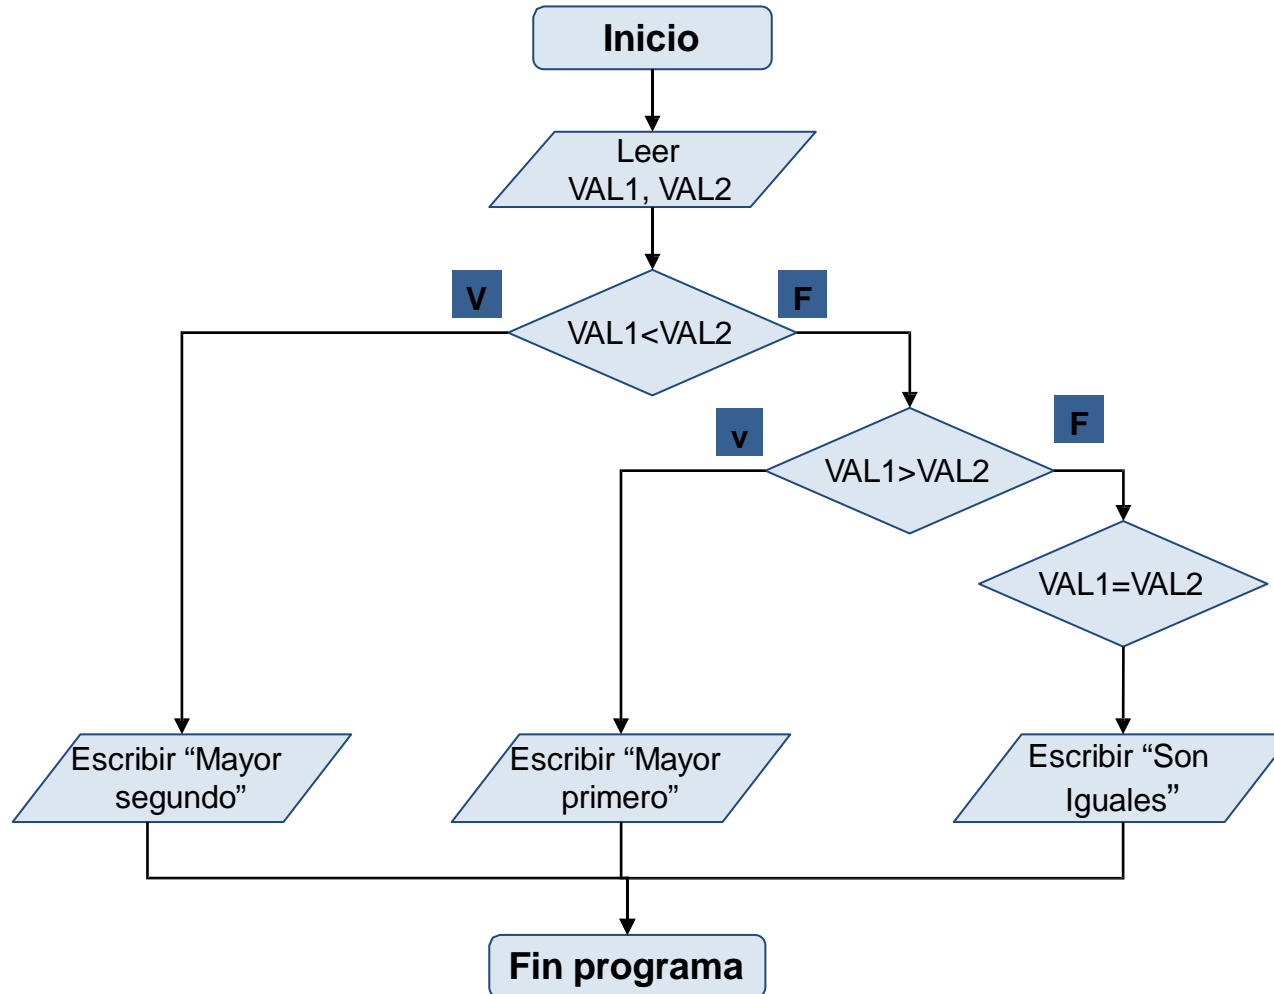 Inicio
Leer
VAL1, VAL2
V
F
VAL1<VAL2
v
F
VAL1>VAL2
VAL1=VAL2
Escribir “Mayor
segundo”
Escribir “Mayor
primero”
Escribir “Son
Iguales”
Fin programa